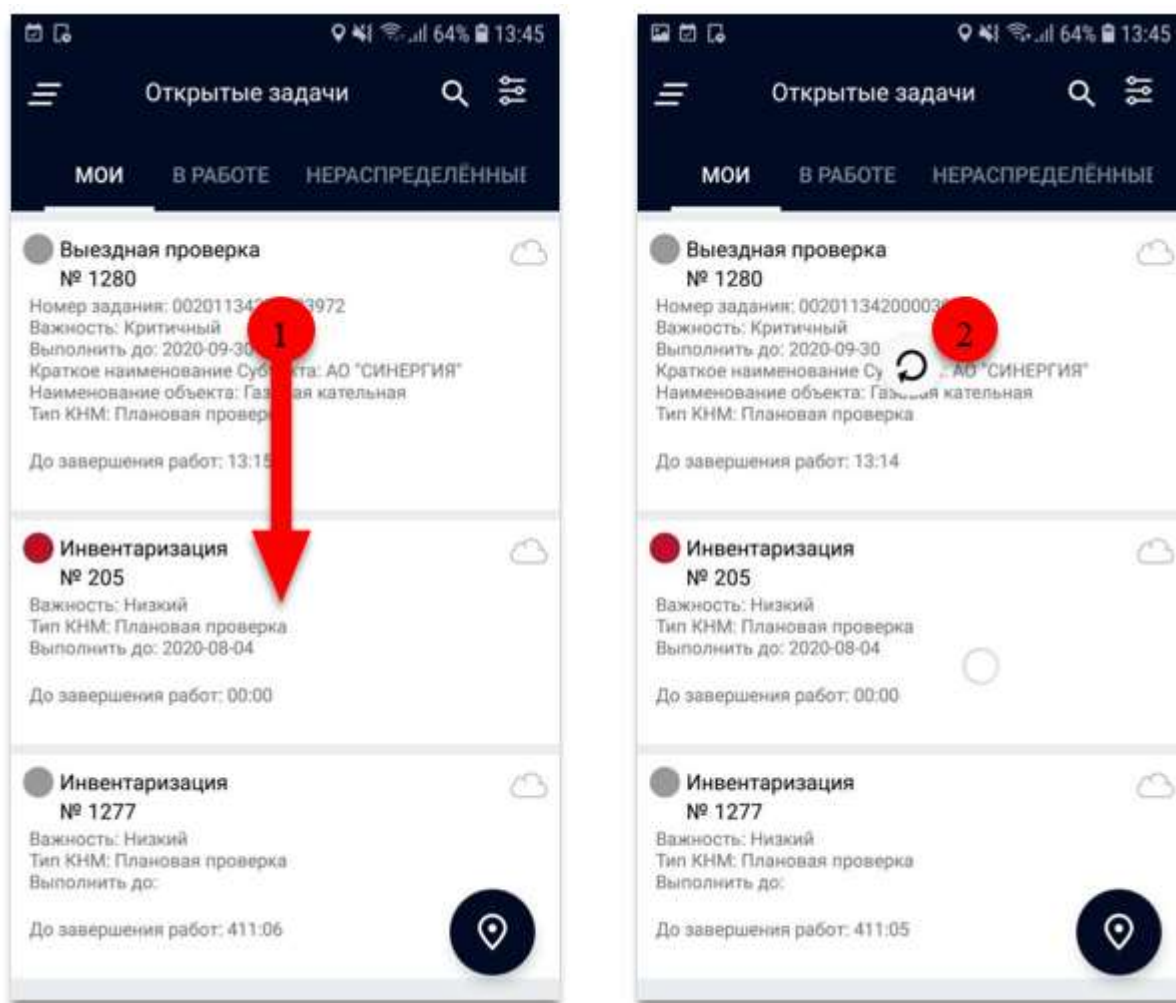 64% 13:45
Открытые задачи
МОИ В РАБОТЕ НЕРАСПРЕДЕЛЁННЫЕ
Выездная проверка
№ 1280
Номер задания: 3972
Важность: Критичный
1
Выполнить до: 2020-09-30
Краткое наименование АО "СИНЕРГИЯ"
Наименование объекта: кательная
Тип КНМ: Плановая
До завершения работ:
Инвентаризация
№ 205
Важность: Низкий
Тип КНМ: Плановая проверка
Выполнить до: 2020-08-04
До завершения работ: 00:00
Инвентаризация
№ 1277
Важность: Низкий
Тип КНМ: Плановая проверка
Выполнить до:
До завершения работ: 411:06
64% 13:45
Открытые задачи
МОИ В РАБОТЕ НЕРАСПРЕДЕЛЁННЫЕ
Выездная проверка
№ 1280
Номер задания:
Важность: Критичный
2
Выполнить до: 2020-09-30
Краткое наименование АО "СИНЕРГИЯ"
Наименование объекта: кательная
Тип КНМ: Плановая проверка
До завершения работ: 13:14
Инвентаризация
№ 205
Важность: Низкий
Тип КНМ: Плановая проверка
Выполнить до: 2020-08-04
До завершения работ: 00:00
Инвентаризация
№ 1277
Важность: Низкий
Тип КНМ: Плановая проверка
Выполнить до:
До завершения работ: 411:05